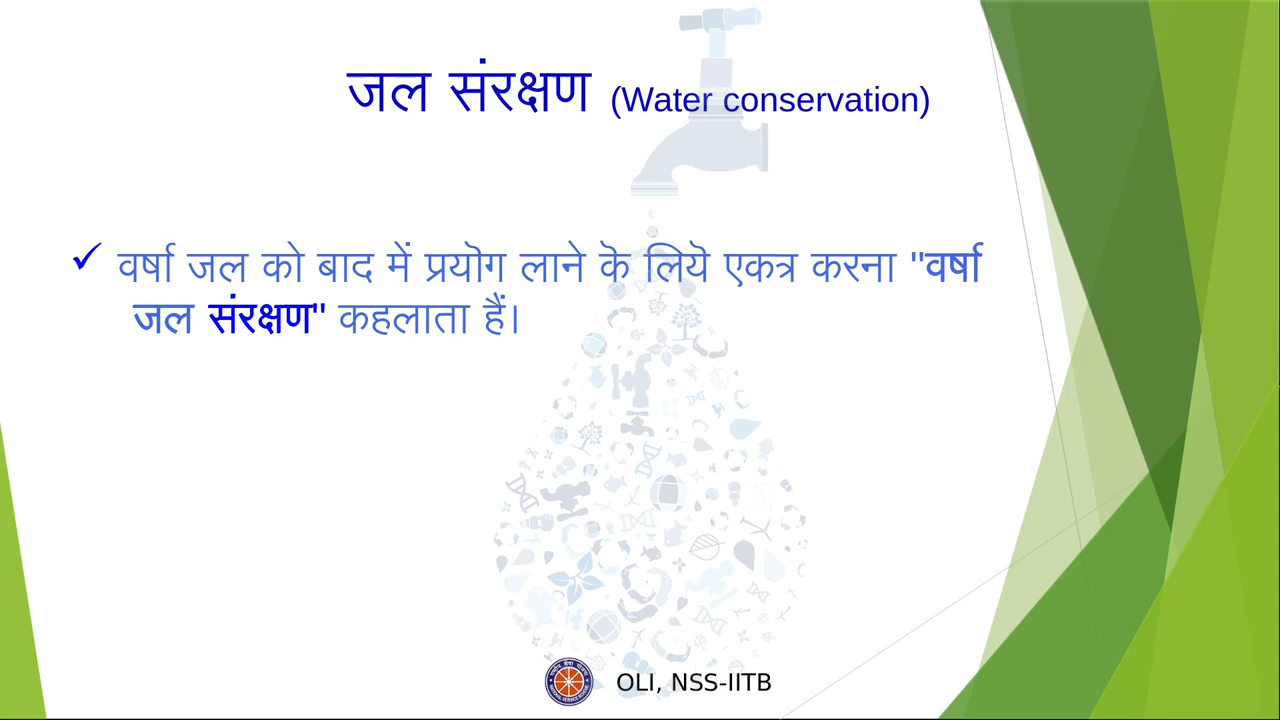 जल संरक्षण (Water conservation)
✓ वर्षा जल को बाद में प्रयॊग लाने कॆ लियॆ एकत्र करना "वर्षा
जल संरक्षण" कहलाता हैं।
OLI, NSS-IITB